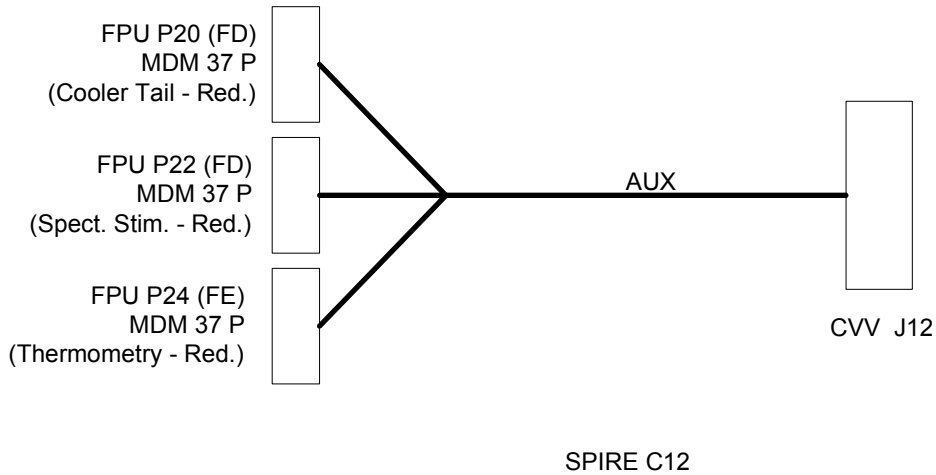 FPU P20 (FD)
MDM 37 P
(Cooler Tail - Red.)
FPU P22 (FD)
MDM 37 P
(Spect. Stim. - Red.)
AUX
FPU P24 (FE)
MDM 37 P
(Thermometry - Red.)
CVV J12
SPIRE C12